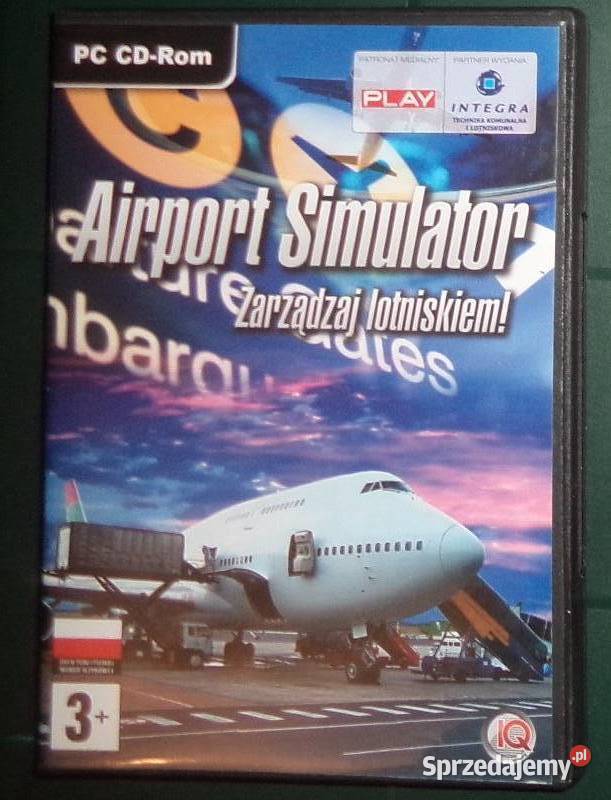 PC CD-Rom
PATRONAT MEDIALNY
PLAY
PARTNER WYDANIA
INTEGRA
TECHNIKA KOMUNALNA
I LOTNISKOWA
Airport Simulator
Zarządzaj lotniskiem!
mbarqu
3+
IQ
Sprzedajemy.pl